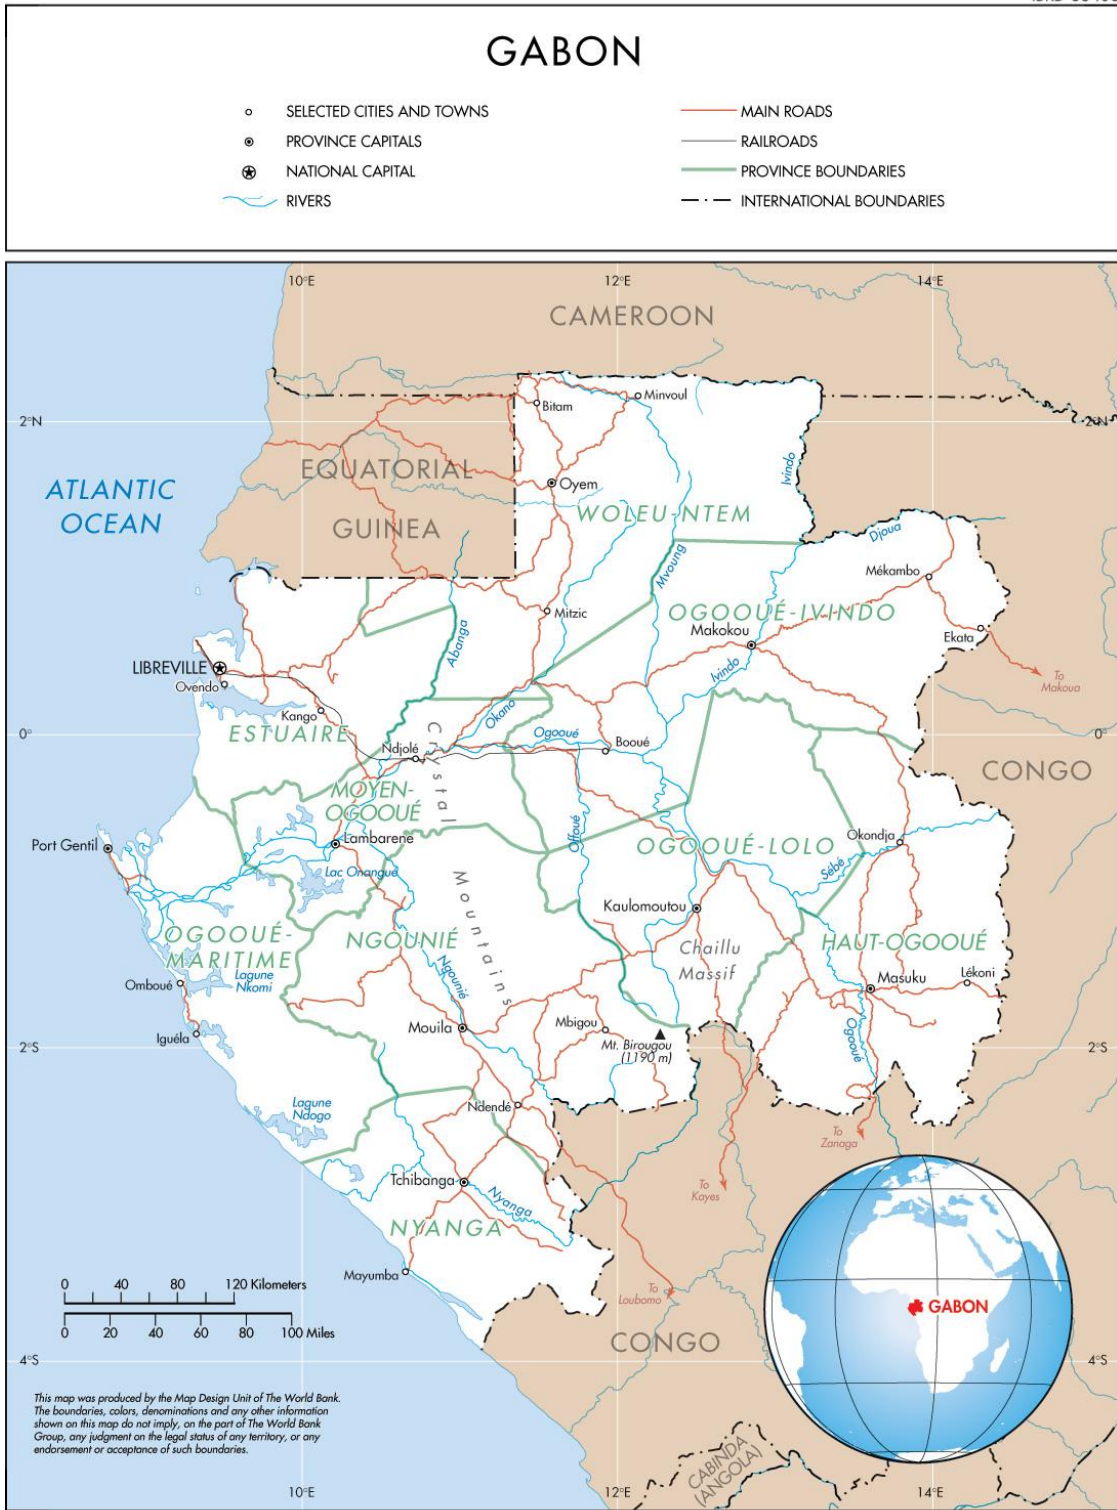 GABON
SELECTED CITIES AND TOWNS
PROVINCE CAPITALS
NATIONAL CAPITAL
RIVERS
MAIN ROADS
RAILROADS
PROVINCE BOUNDARIES
INTERNATIONAL BOUNDARIES
10°E
12°E
14°E
CAMEROON
Minvoul
Bitam
2°N
2°N
EQUATORIAL
GUINEA
ATLANTIC
OCEAN
Oyem
Ivindo
WOLEU-NTEM
Djoua
Mvoung
Mékambo
Mitzic
OGOOUÉ-IVINDO
Makokou
Ekata
Abanga
LIBREVILLE
Ovendo
Ivindo
To
Makoua
Kango
Okano
ESTUAIRE
0°
0°
Ogooué
Booué
Ndjolé
Crystal
Mountains
CONGO
MOYEN-
OGOOUÉ
Offoué
Port Gentil
Lambarene
OGOOUÉ-LOLO
Okondja
Lac Onangue
Sébé
Kaulomoutou
OGOOUÉ-
MARITIME
NGOUNIÉ
Chaillu
Massif
HAUT-OGOOUÉ
Lagune
Nkomi
Omboué
Ngounié
Masuku
Lékoni
Iguéla
Mouila
Mbigou
Mt. Birougou
(1190 m)
Ogooué
2°S
2°S
Lagune
Ndogo
Ndendé
To
Zanaga
Tchibanga
To
Kayes
Nyanga
NYANGA
Mayumba
0 40 80 120 Kilometers
0 20 40 60 80 100 Miles
To
Loubomo
GABON
CONGO
4°S
4°S
This map was produced by the Map Design Unit of The World Bank.
The boundaries, colors, denominations and any other information
shown on this map do not imply, on the part of The World Bank
Group, any judgment on the legal status of any territory, or any
endorsement or acceptance of such boundaries.
CABINDA
(ANGOLA)
10°E
12°E
14°E